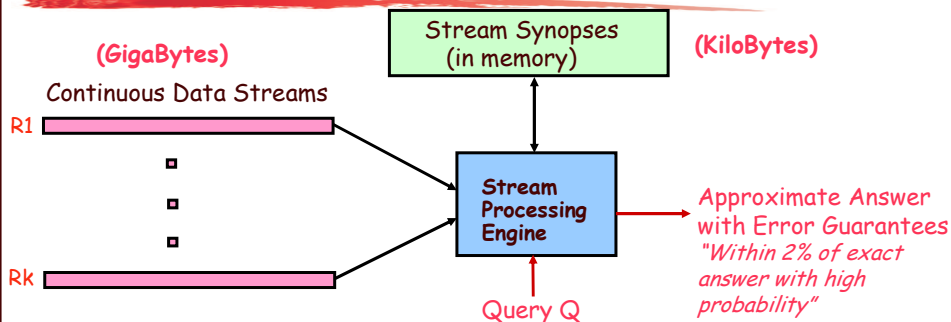 (GigaBytes)
Continuous Data Streams
R1
Rk
Stream Synopses
(in memory)
(KiloBytes)
Stream
Processing
Engine
Query Q
Approximate Answer
with Error Guarantees
"Within 2% of exact
answer with high
probability"